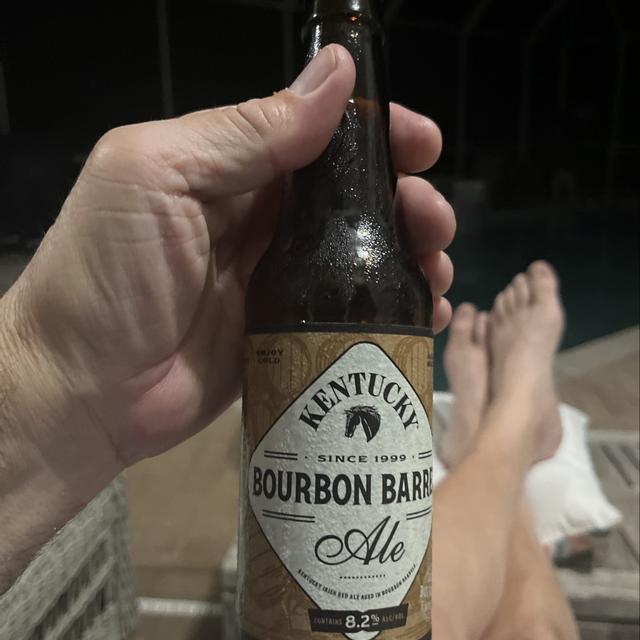 ENJOY
COLD
KENTUCKY
SINCE 1999
BOURBON BARRE
Ale
KENTUCKY IRISH RED ALE AGED IN BOURBON BARRELS
CONTAINS 8.2% ALC/VOL